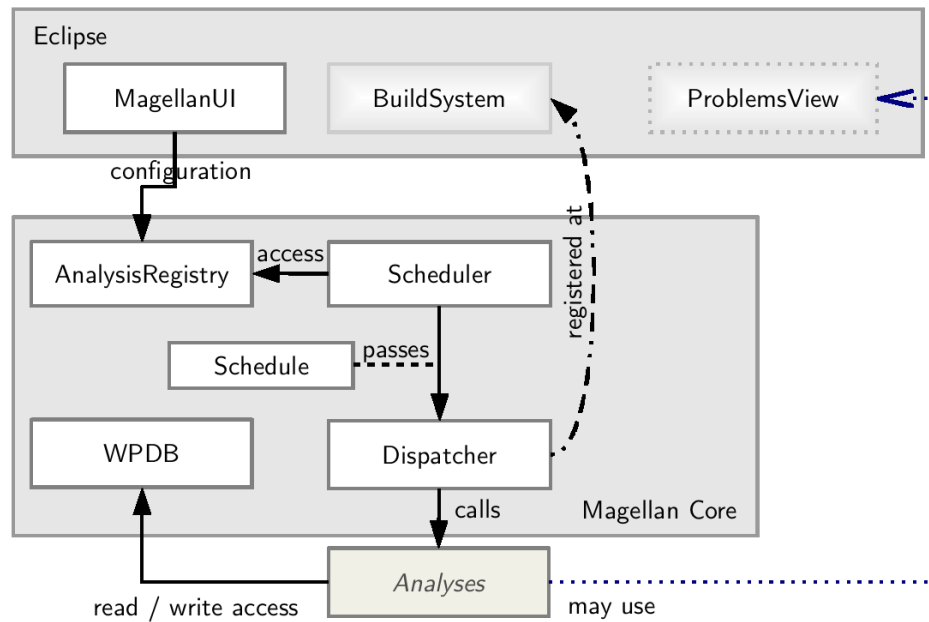 Eclipse
MagellanUI
BuildSystem
ProblemsView
configuration
registered at
AnalysisRegistry
access
Scheduler
Schedule
passes
WPDB
Dispatcher
calls
Magellan Core
Analyses
read / write access
may use